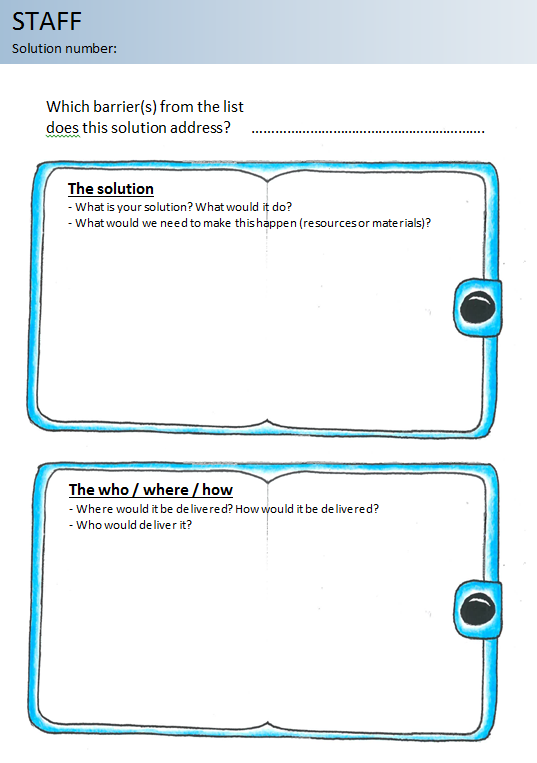 STAFF
Solution number:
Which barrier(s) from the list
does this solution address? ............................................................
The solution
- What is your solution? What would it do?
- What would we need to make this happen (resources or materials)?
The who / where / how
- Where would it be delivered? How would it be delivered?
- Who would deliver it?